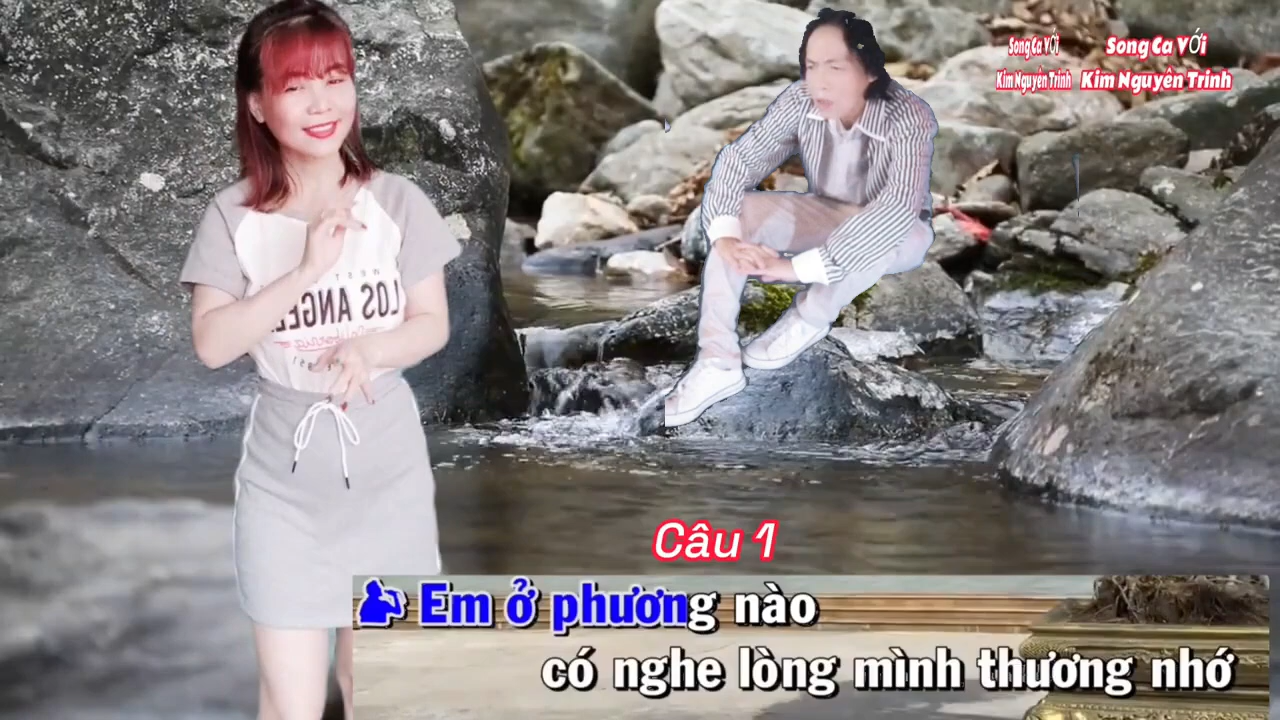 Song Ca VỚi
Kim Nguyên Trinh
Song Ca VỚi
Kim Nguyên Trinh
LOS ANGEL
Câu 1
Em ở phương nào
có nghe lòng mình thương nhớ